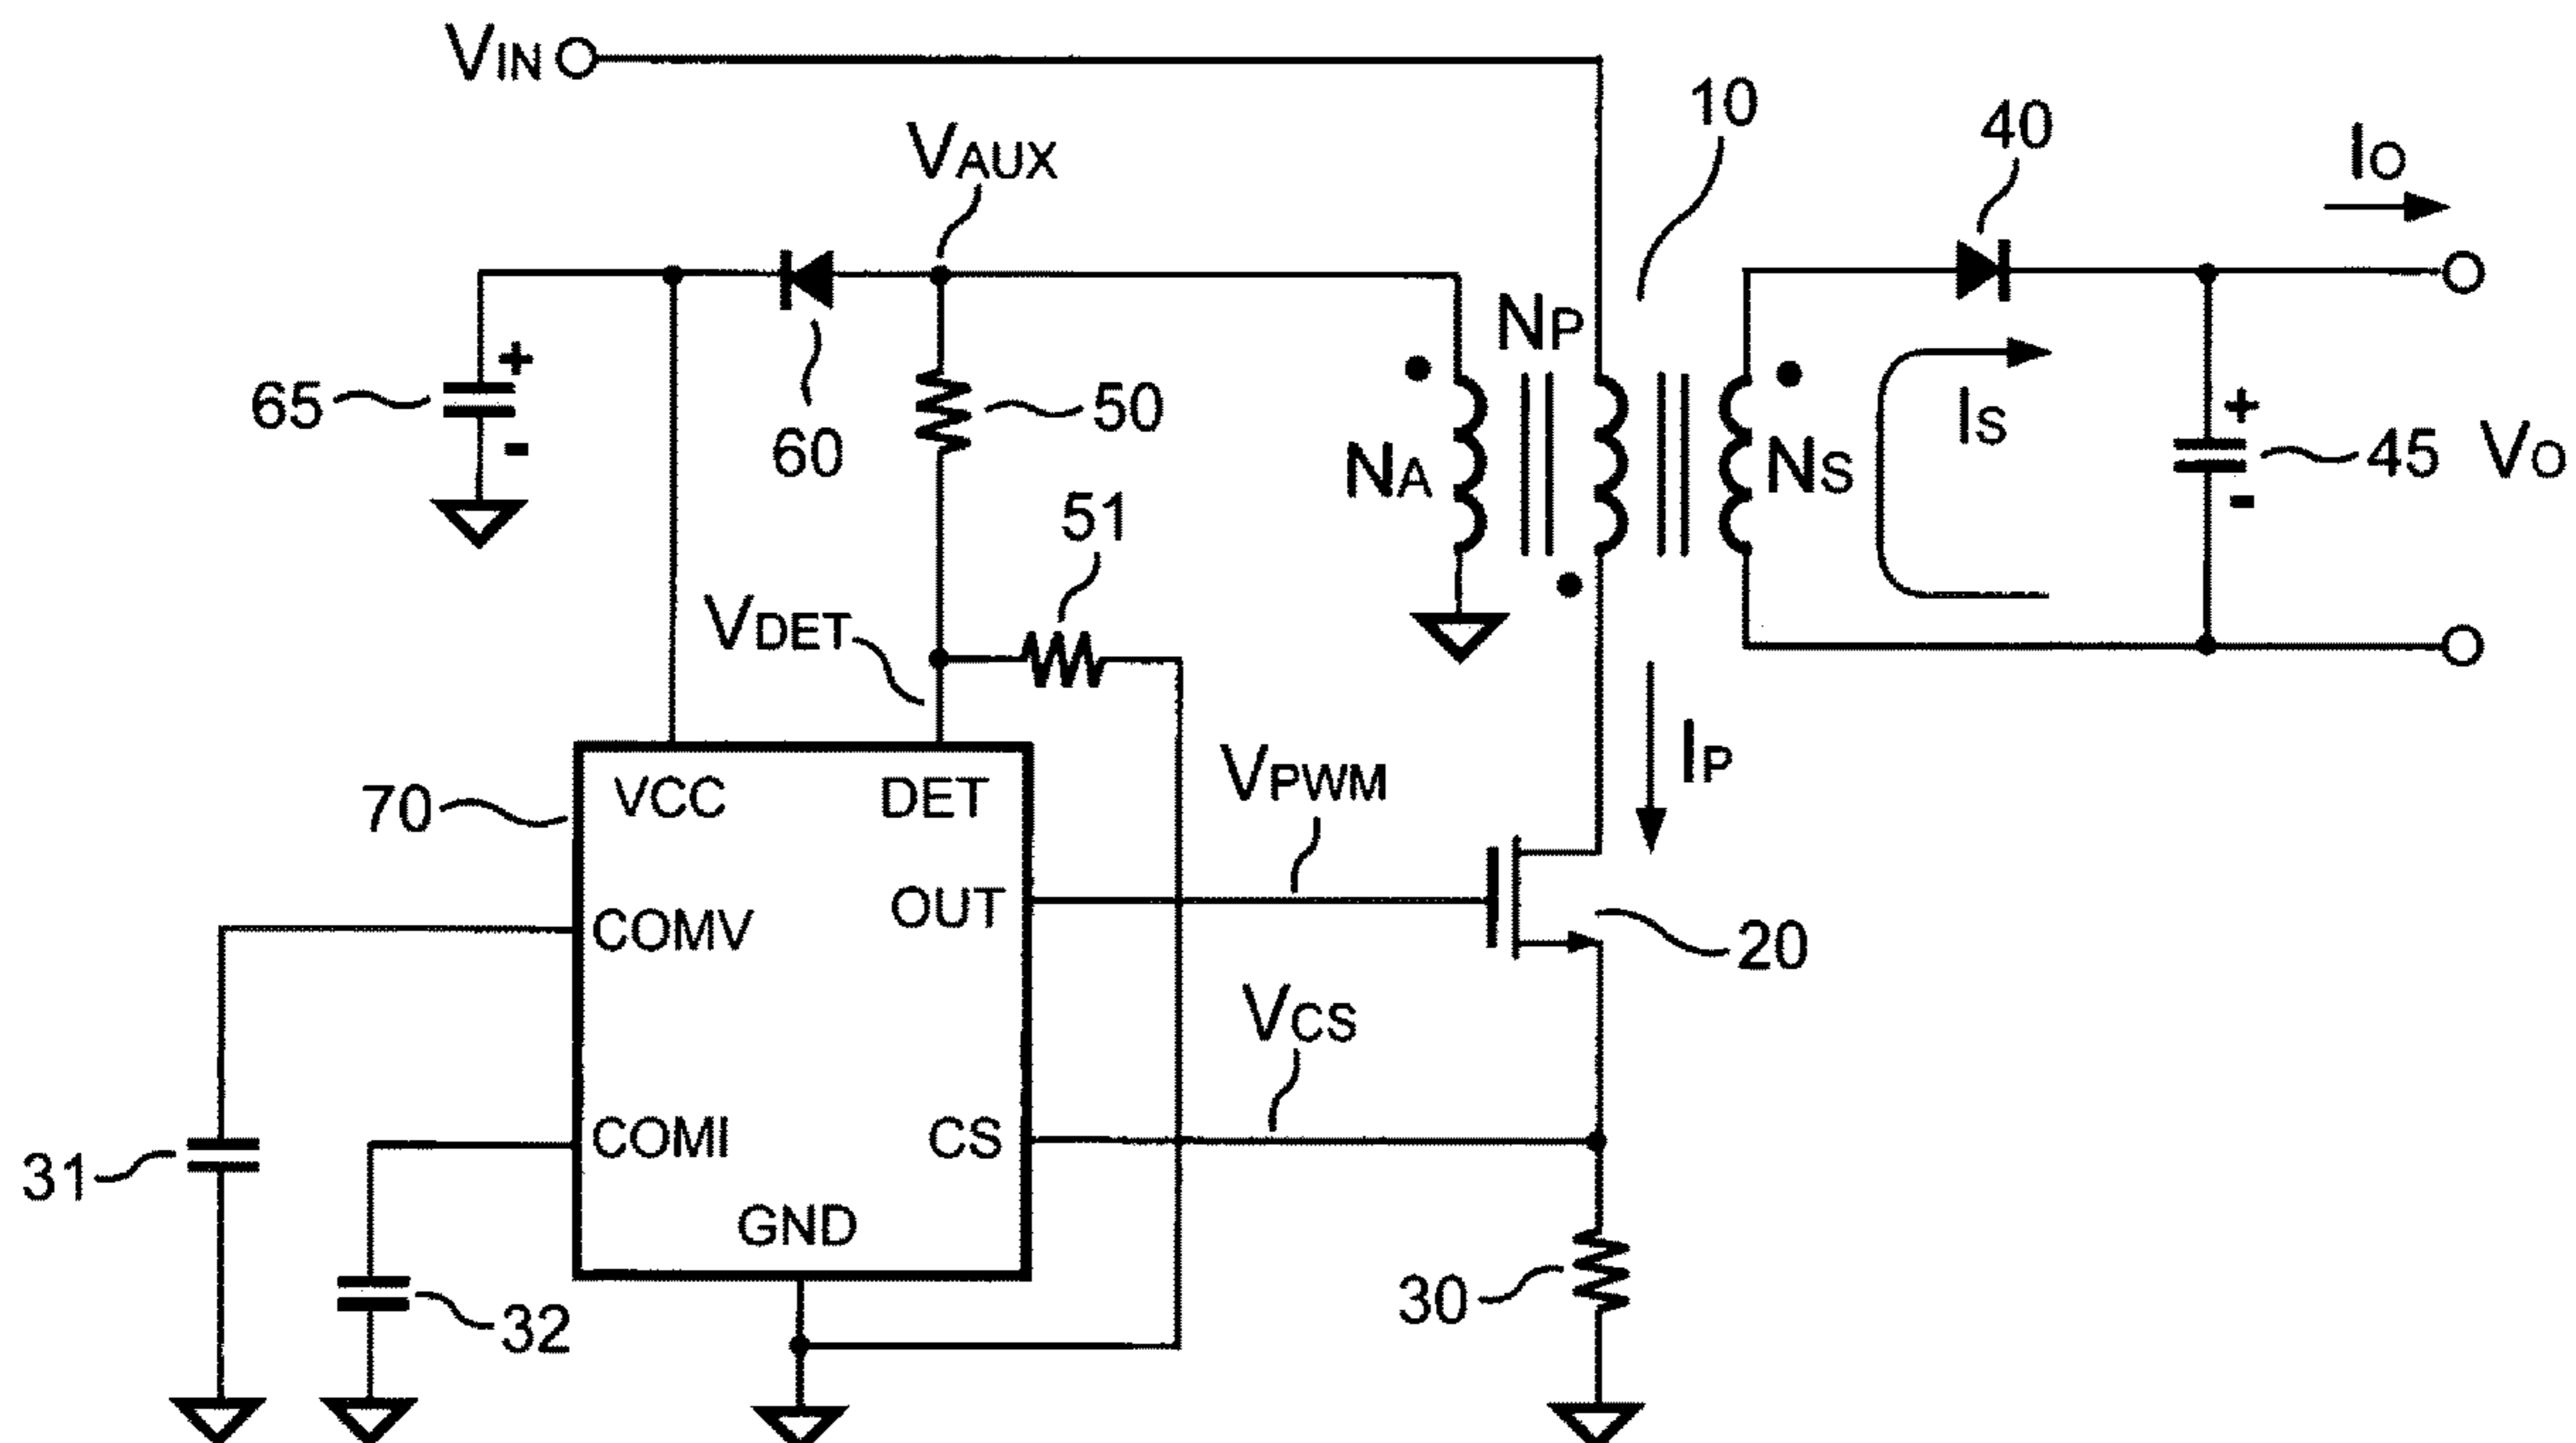 VIN
10
40
IO
VAUX
NP
65
+
-
60
50
NA
NS
IS
+
-
45
VO
51
VDET
IP
VPWM
70
VCC
DET
COMV
OUT
20
VCS
COMI
CS
31
GND
32
30